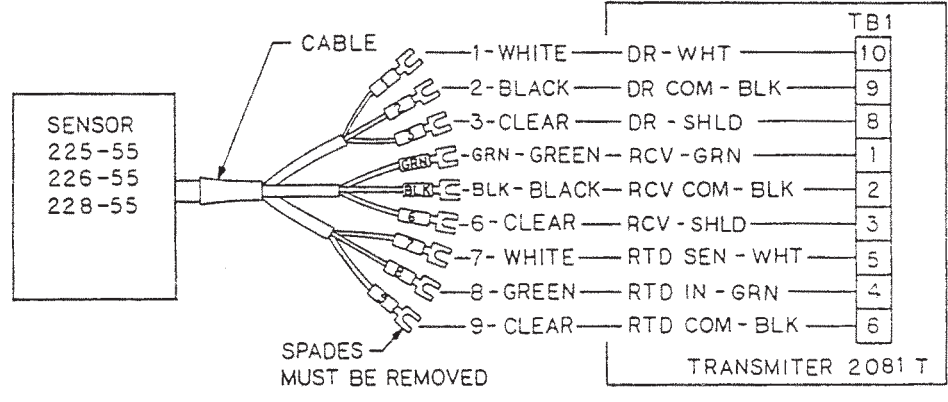 TB1
CABLE
1-WHITE DR-WHT 10
2-BLACK DR COM-BLK 9
3-CLEAR DR-SHLD 8
GRN GRN-GREEN RCV-GRN 1
BLK BLK-BLACK RCV COM-BLK 2
6 6-CLEAR RCV-SHLD 3
7-WHITE RTD SEN-WHT 5
8-GREEN RTD IN-GRN 4
9-CLEAR RTD COM-BLK 6
SENSOR
225-55
226-55
228-55
SPADES
MUST BE REMOVED
TRANSMITER 2081 T